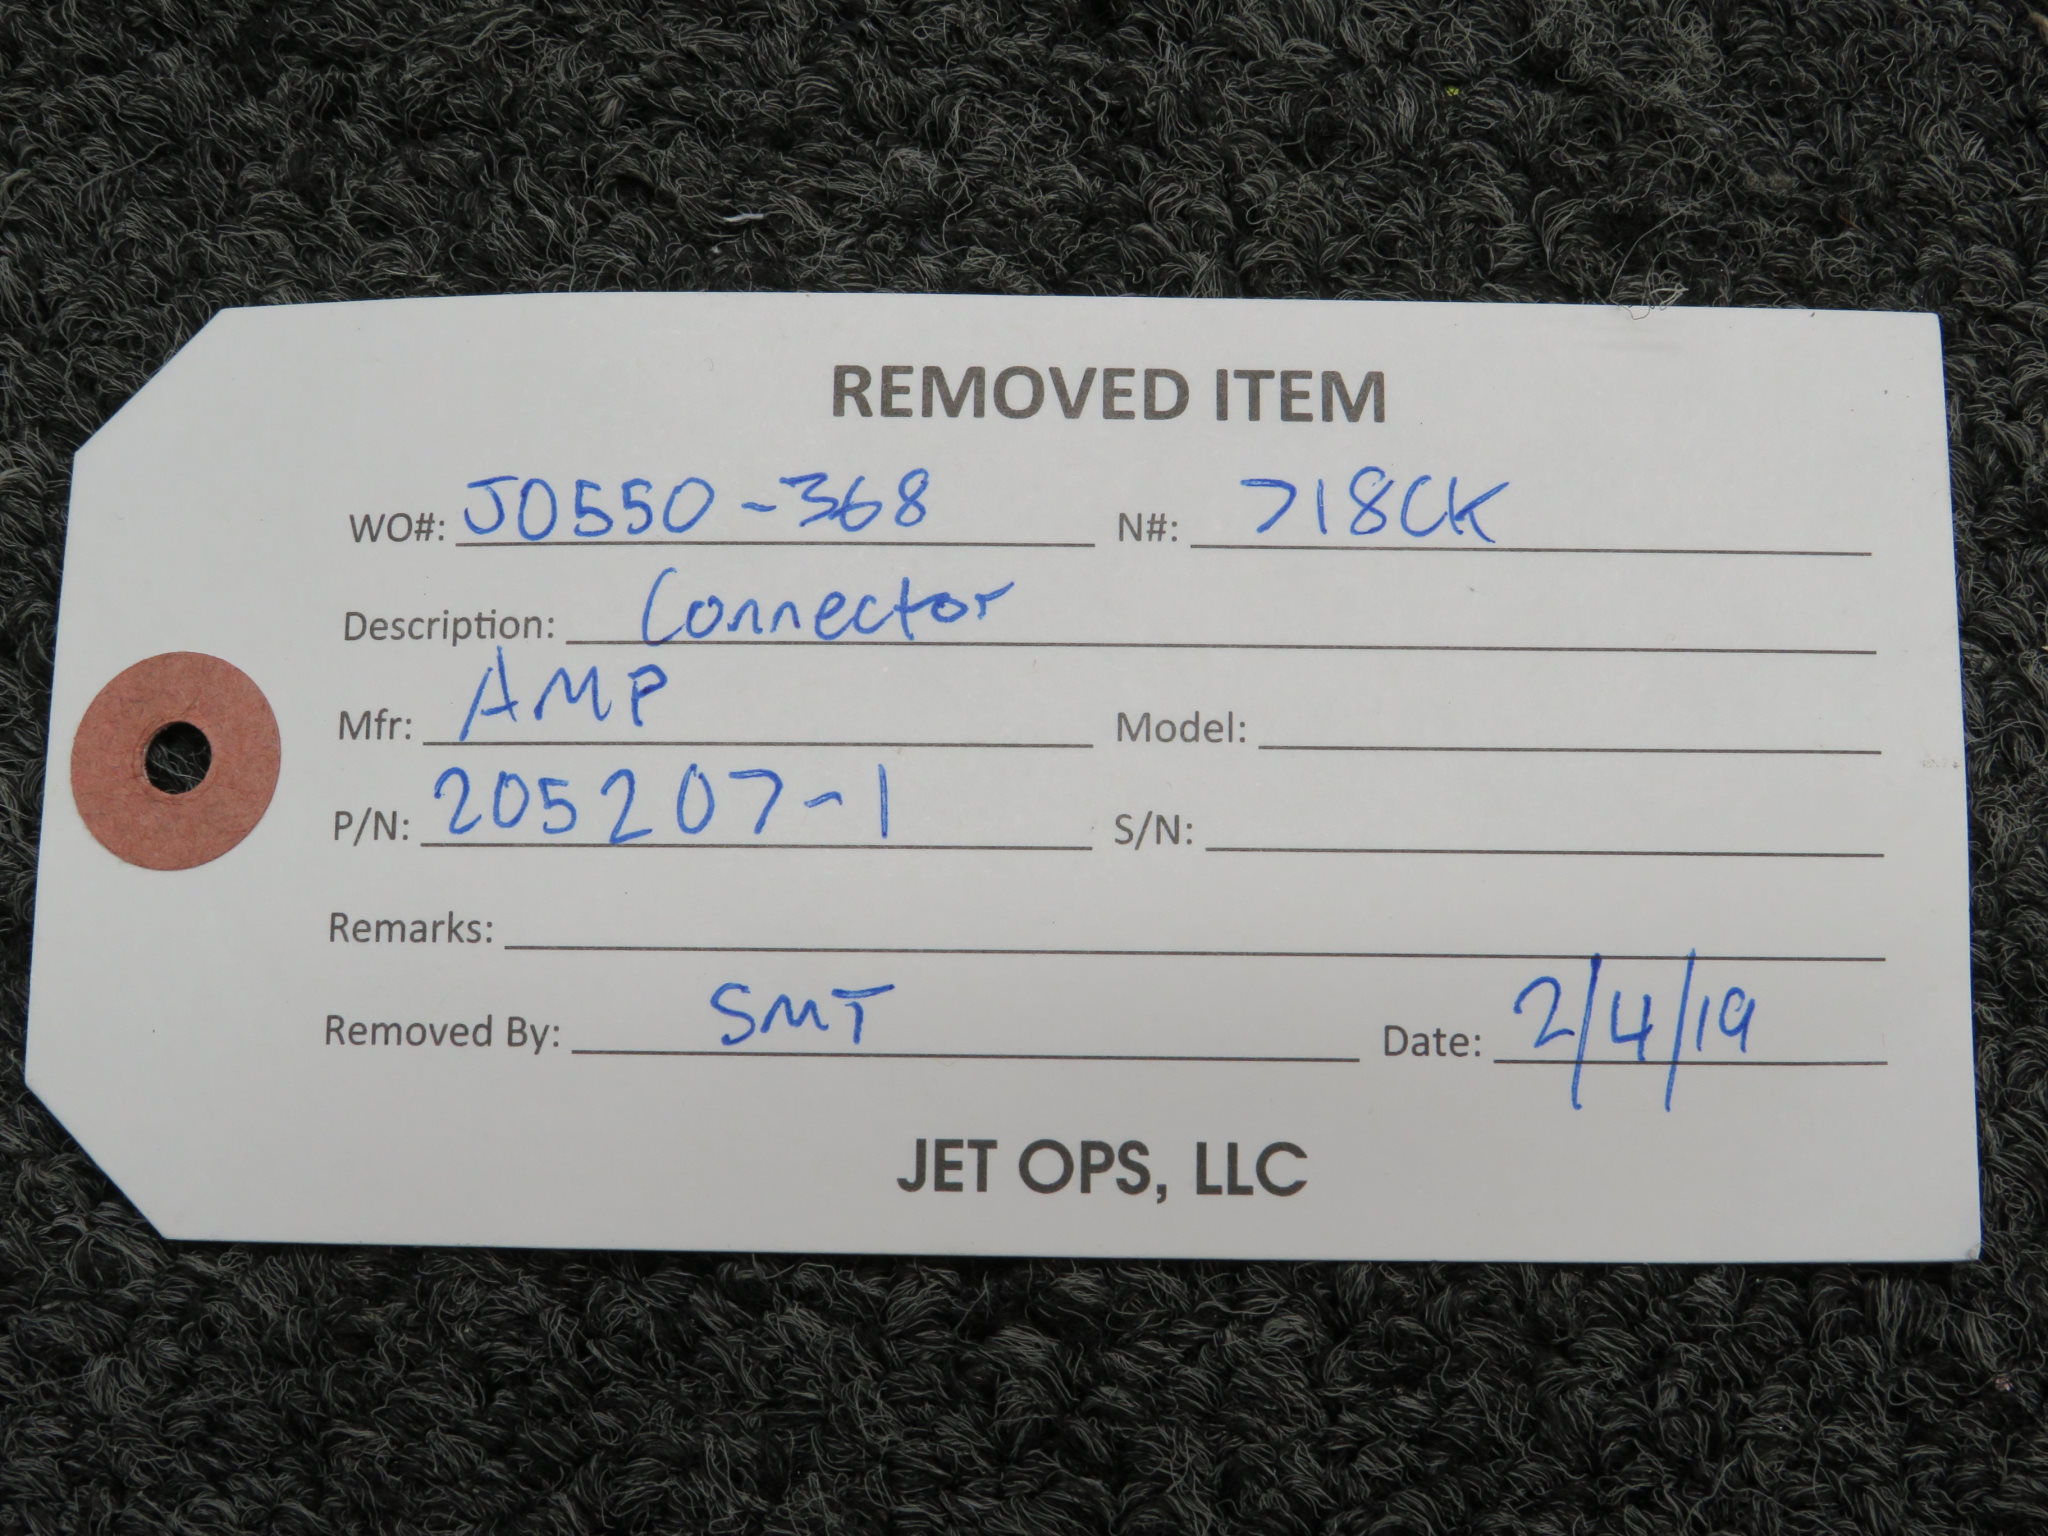 REMOVED ITEM
WO#: J0550-368 N#: 718CK
Description: Connector
Mfr: AMP Model:
P/N: 205207-1 S/N:
Remarks:
Removed By: SMT Date: 2/4/19
JET OPS, LLC